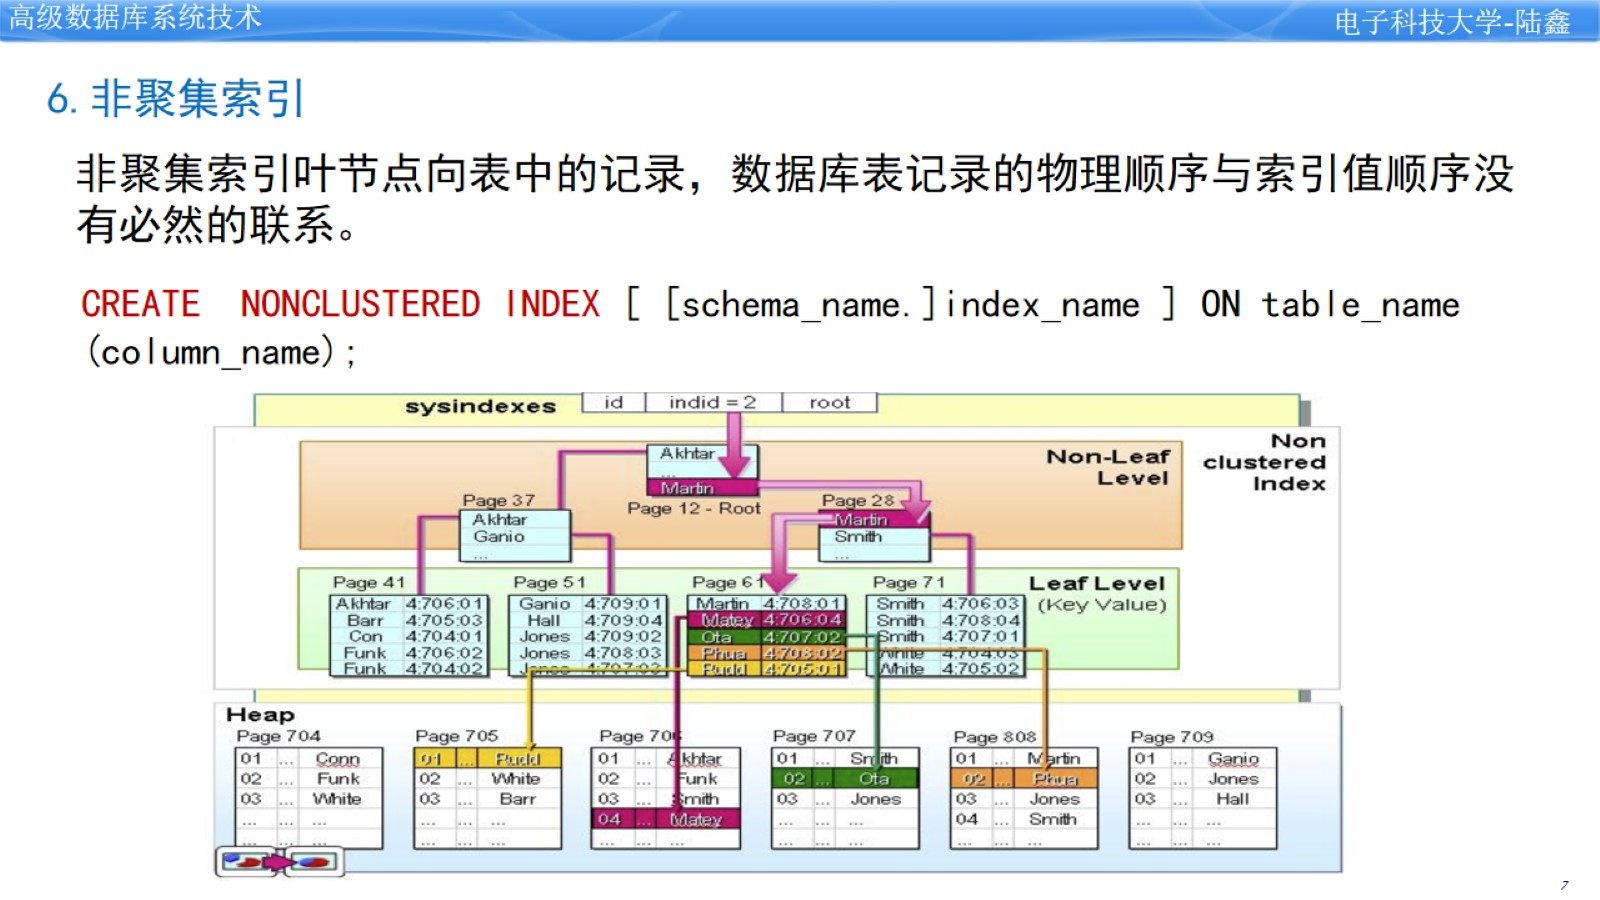 高级数据库系统技术
电子科技大学-陆鑫
6. 非聚集索引
非聚集索引叶节点向表中的记录，数据库表记录的物理顺序与索引值顺序没
有必然的联系。
CREATE NONCLUSTERED INDEX [ [schema_name.]index_name ] ON table_name
(column_name);
sysindexes id indid = 2 root
Non
clustered
Index
Non-Leaf
Level
Akhtar
...
Martin
Page 12 - Root
Page 37
Akhtar
Ganio
...
Page 28
Martin
Smith
...
Leaf Level
(Key Value)
Page 41
Akhtar 4:706:01
Barr 4:705:03
Con 4:704:01
Funk 4:706:02
Funk 4:704:02
Page 51
Ganio 4:709:01
Hall 4:709:04
Jones 4:709:02
Jones 4:708:03
Jones 4:707:03
Page 61
Martin 4:708:01
Matey 4:706:04
Ota 4:707:02
Phua 4:708:02
Rudd 4:705:01
Page 71
Smith 4:706:03
Smith 4:708:04
Smith 4:707:01
White 4:704:03
White 4:705:02
Heap
Page 704
01 ... Conn
02 ... Funk
03 ... White
... ... ...
... ... ...
Page 705
01 ... Rudd
02 ... White
03 ... Barr
... ... ...
... ... ...
Page 706
01 ... Akhtar
02 ... Funk
03 ... Smith
04 ... Matey
... ... ...
Page 707
01 ... Smith
02 ... Ota
03 ... Jones
... ... ...
... ... ...
Page 808
01 ... Martin
02 ... Phua
03 ... Jones
04 ... Smith
... ... ...
Page 709
01 ... Ganio
02 ... Jones
03 ... Hall
... ... ...
... ... ...
7